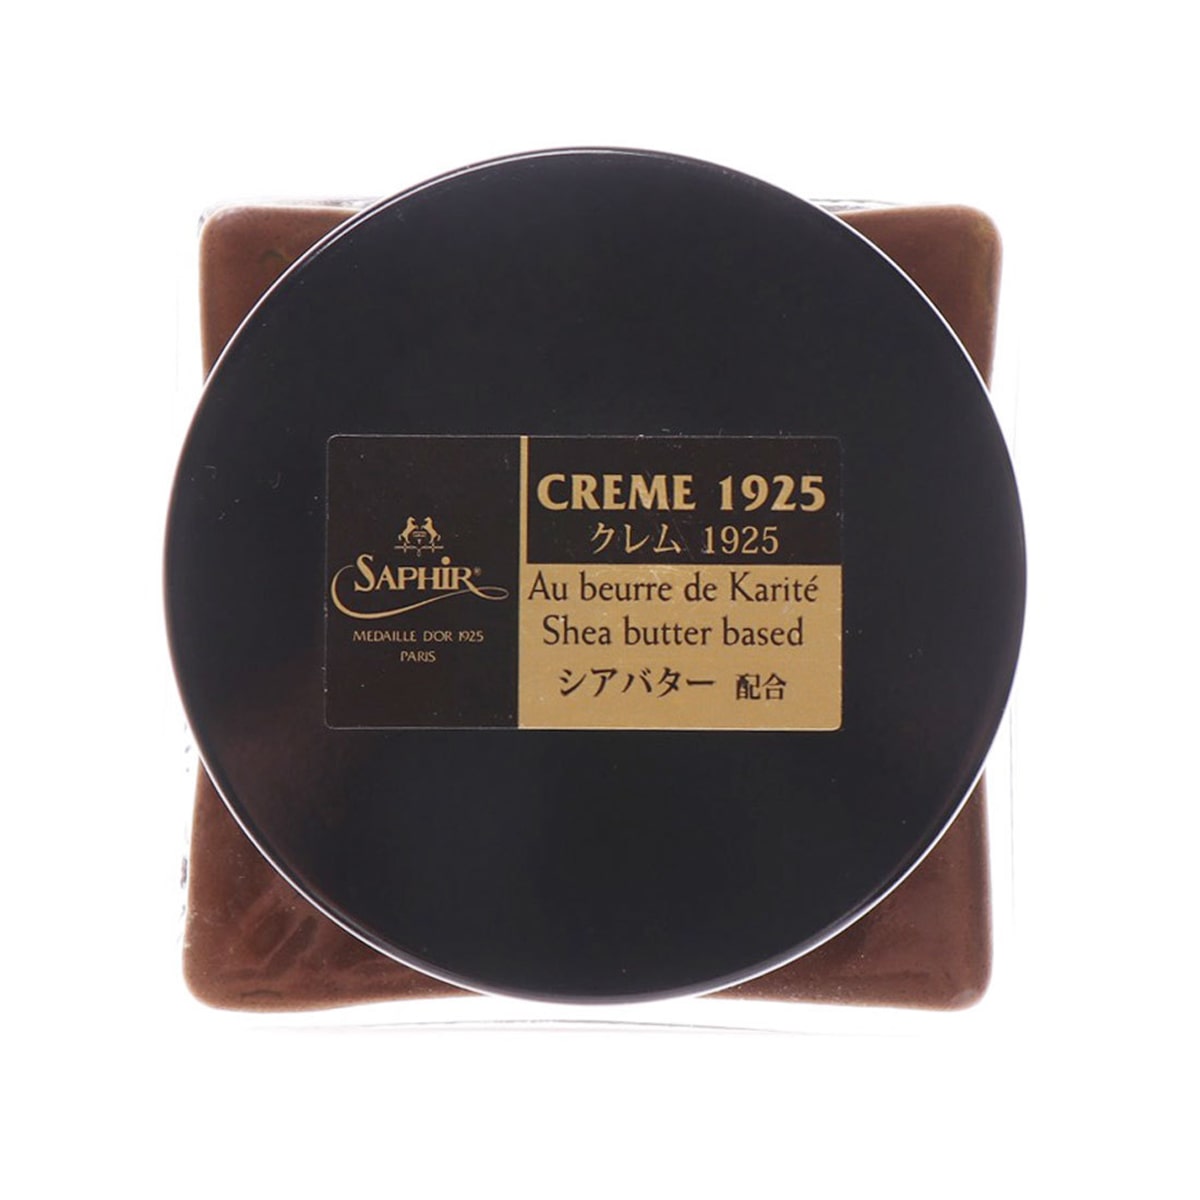 SAPHIR®
MEDAILLE D'OR 1925
PARIS
CREME 1925
クレム 1925
Au beurre de Karité
Shea butter based
シアバター 配合